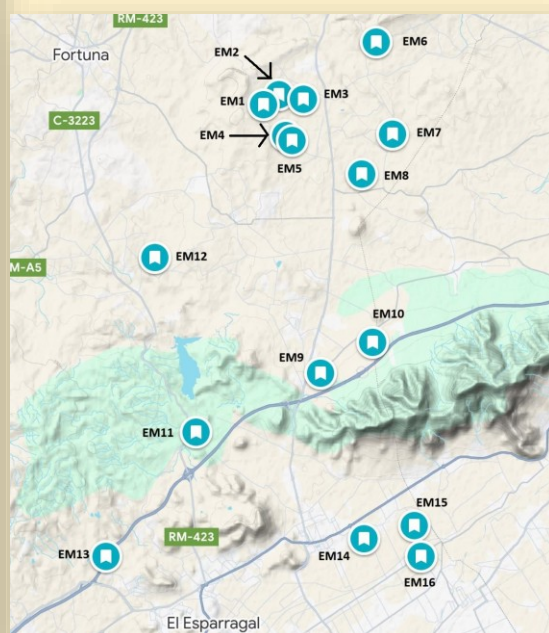 RM-423
Fortuna
EM2
EM6
EM1
EM3
C-3223
EM4
EM7
EM5
EM8
EM12
M-A5
EM10
EM9
EM11
EM15
RM-423
EM14
EM13
EM16
El Esparragal